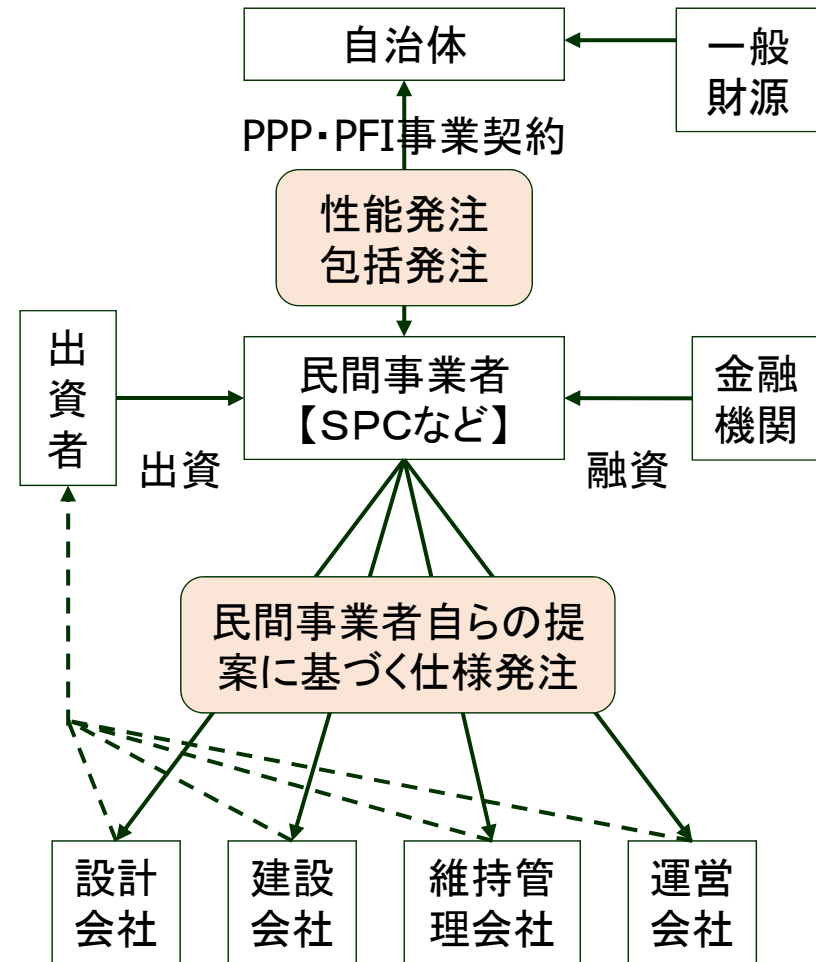 自治体
一般
財源
PPP・PFI事業契約
性能発注
包括発注
出
資
者
民間事業者
【SPCなど】
金融
機関
出資
融資
民間事業者自らの提
案に基づく仕様発注
設計
会社
建設
会社
維持管
理会社
運営
会社